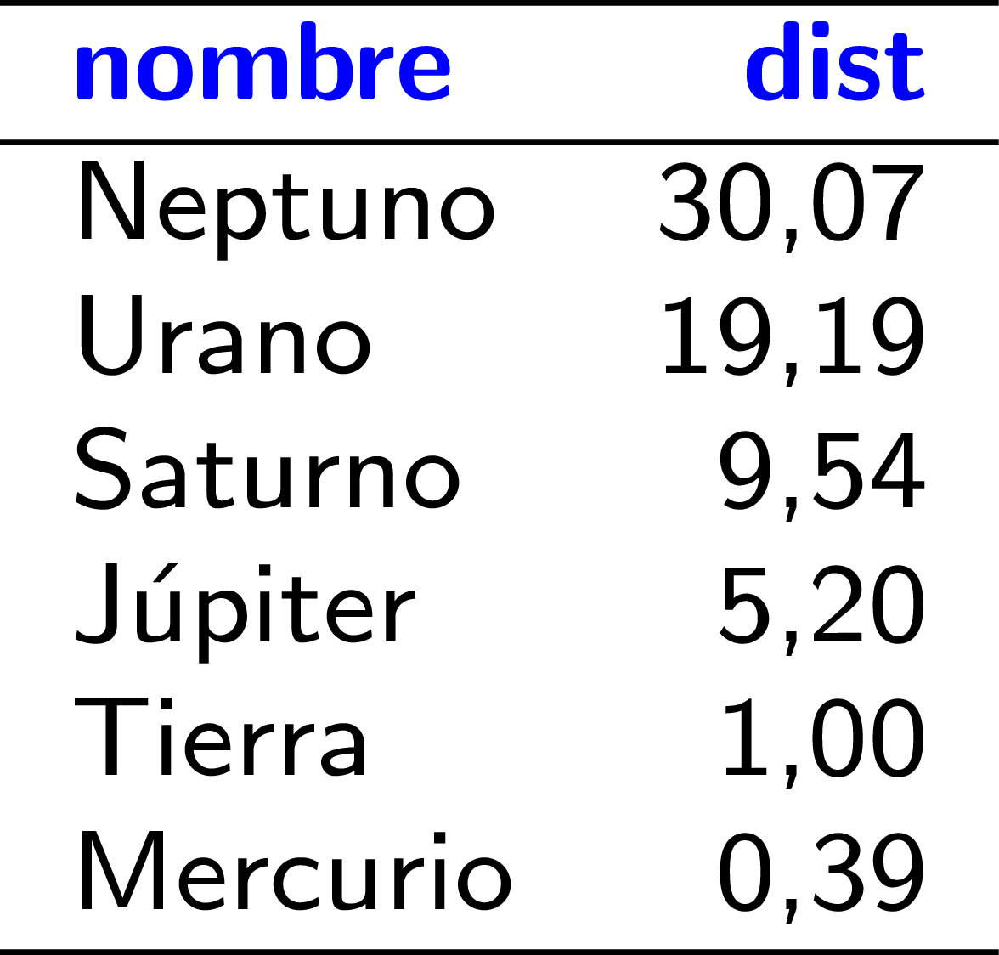 nombre dist
Neptuno 30,07
Urano 19,19
Saturno 9,54
Júpiter 5,20
Tierra 1,00
Mercurio 0,39